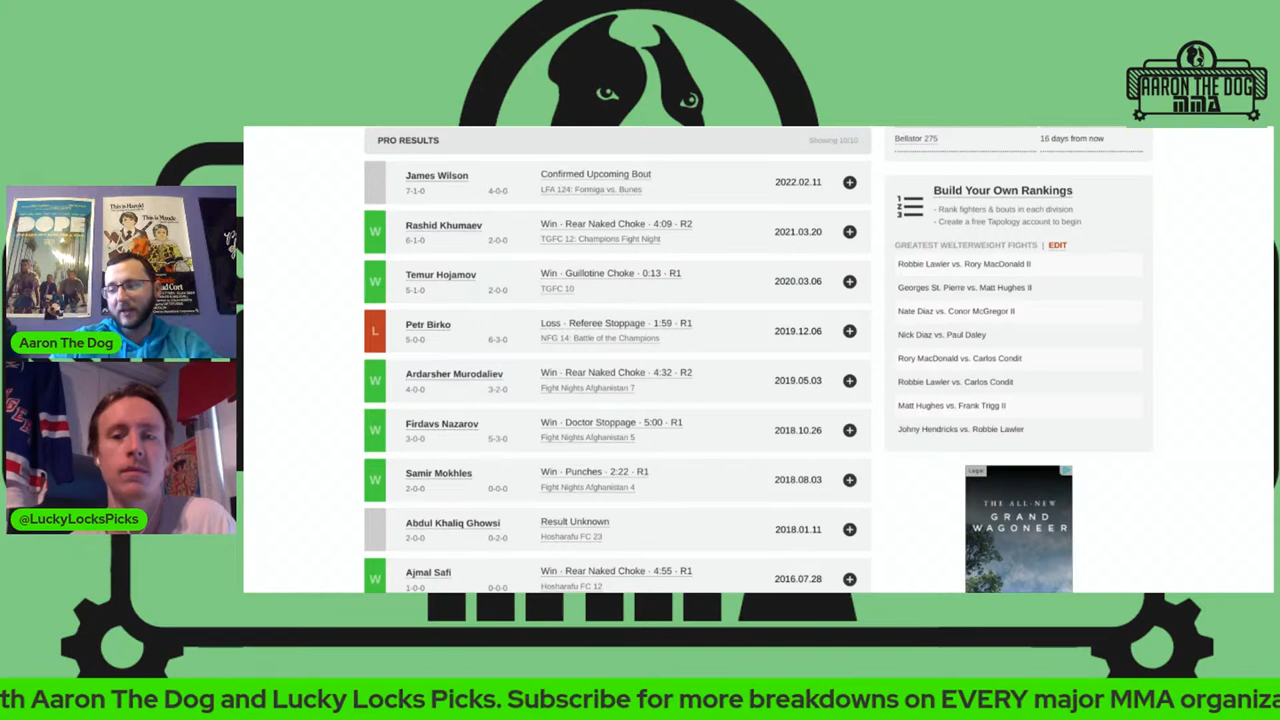 AARON THE DOG
MMA
DOPE
This is Harold
This is Maude
Aaron The Dog
@LuckyLocksPicks
PRO RESULTS
Showing 10/10
James Wilson
7-1-0 4-0-0
Confirmed Upcoming Bout
LFA 124: Formiga vs. Bunes
2022.02.11
W
Rashid Khumaev
6-1-0 2-0-0
Win · Rear Naked Choke · 4:09 · R2
TGFC 12: Champions Fight Night
2021.03.20
W
Temur Hojamov
5-1-0 2-0-0
Win · Guillotine Choke · 0:13 · R1
TGFC 10
2020.03.06
L
Petr Birko
5-0-0 6-3-0
Loss · Referee Stoppage · 1:59 · R1
NFG 14: Battle of the Champions
2019.12.06
W
Ardarsher Murodaliev
4-0-0 3-2-0
Win · Rear Naked Choke · 4:32 · R2
Fight Nights Afghanistan 7
2019.05.03
W
Firdavs Nazarov
3-0-0 5-3-0
Win · Doctor Stoppage · 5:00 · R1
Fight Nights Afghanistan 5
2018.10.26
W
Samir Mokhles
2-0-0 0-0-0
Win · Punches · 2:22 · R1
Fight Nights Afghanistan 4
2018.08.03
Abdul Khaliq Ghowsi
2-0-0 0-2-0
Result Unknown
Hosharafu FC 23
2018.01.11
W
Ajmal Safi
1-0-0 0-0-0
Win · Rear Naked Choke · 4:55 · R1
Hosharafu FC 12
2016.07.28
Bellator 275 16 days from now
Build Your Own Rankings
- Rank fighters & bouts in each division
- Create a free Tapology account to begin
GREATEST WELTERWEIGHT FIGHTS | EDIT
Robbie Lawler vs. Rory MacDonald II
Georges St. Pierre vs. Matt Hughes II
Nate Diaz vs. Conor McGregor II
Nick Diaz vs. Paul Daley
Rory MacDonald vs. Carlos Condit
Robbie Lawler vs. Carlos Condit
Matt Hughes vs. Frank Trigg II
Johny Hendricks vs. Robbie Lawler
Legal
THE ALL-NEW
GRAND
WAGONEER
th Aaron The Dog and Lucky Locks Picks. Subscribe for more breakdowns on EVERY major MMA organiza